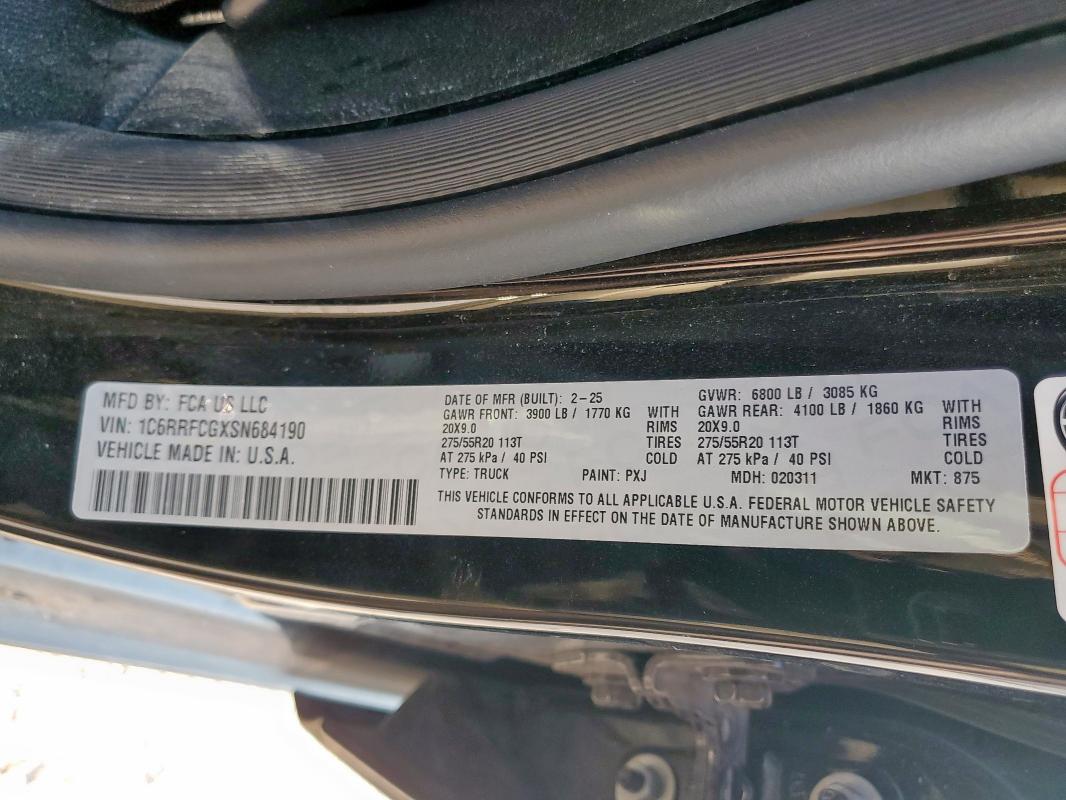 MFD BY: FCA US LLC
VIN: 1C6RRFCGXSN684190
VEHICLE MADE IN: U.S.A.
DATE OF MFR (BUILT): 2-25 GVWR: 6800 LB / 3085 KG
GAWR FRONT: 3900 LB / 1770 KG WITH GAWR REAR: 4100 LB / 1860 KG WITH
20X9.0 RIMS 20X9.0 RIMS
275/55R20 113T TIRES 275/55R20 113T TIRES
AT 275 kPa / 40 PSI COLD AT 275 kPa / 40 PSI COLD
TYPE: TRUCK PAINT: PXJ MDH: 020311 MKT: 875
THIS VEHICLE CONFORMS TO ALL APPLICABLE U.S.A. FEDERAL MOTOR VEHICLE SAFETY
STANDARDS IN EFFECT ON THE DATE OF MANUFACTURE SHOWN ABOVE.